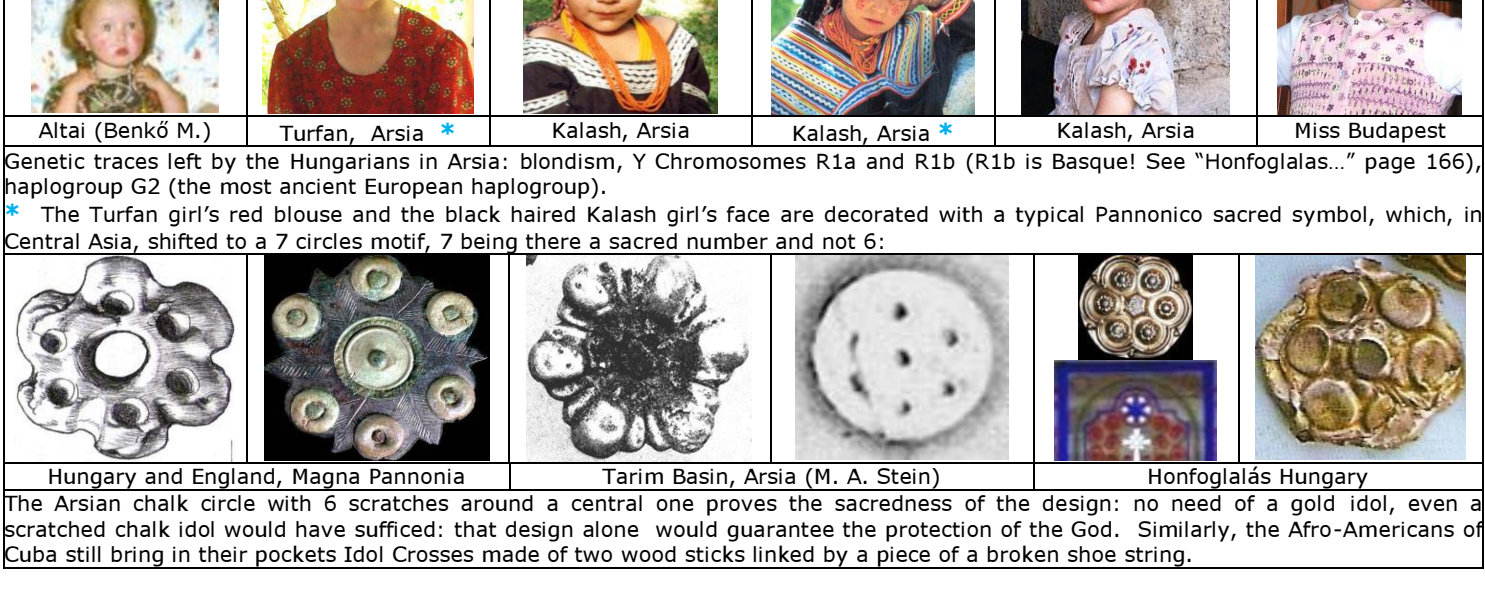 Altai (Benkő M.)
Turfan, Arsia *
Kalash, Arsia
Kalash, Arsia *
Kalash, Arsia
Miss Budapest
Genetic traces left by the Hungarians in Arsia: blondism, Y Chromosomes R1a and R1b (R1b is Basque! See “Honfoglalas…” page 166),
haplogroup G2 (the most ancient European haplogroup).
* The Turfan girl’s red blouse and the black haired Kalash girl’s face are decorated with a typical Pannonico sacred symbol, which, in
Central Asia, shifted to a 7 circles motif, 7 being there a sacred number and not 6:
Hungary and England, Magna Pannonia
Tarim Basin, Arsia (M. A. Stein)
Honfoglalás Hungary
The Arsian chalk circle with 6 scratches around a central one proves the sacredness of the design: no need of a gold idol, even a
scratched chalk idol would have sufficed: that design alone would guarantee the protection of the God. Similarly, the Afro-Americans of
Cuba still bring in their pockets Idol Crosses made of two wood sticks linked by a piece of a broken shoe string.